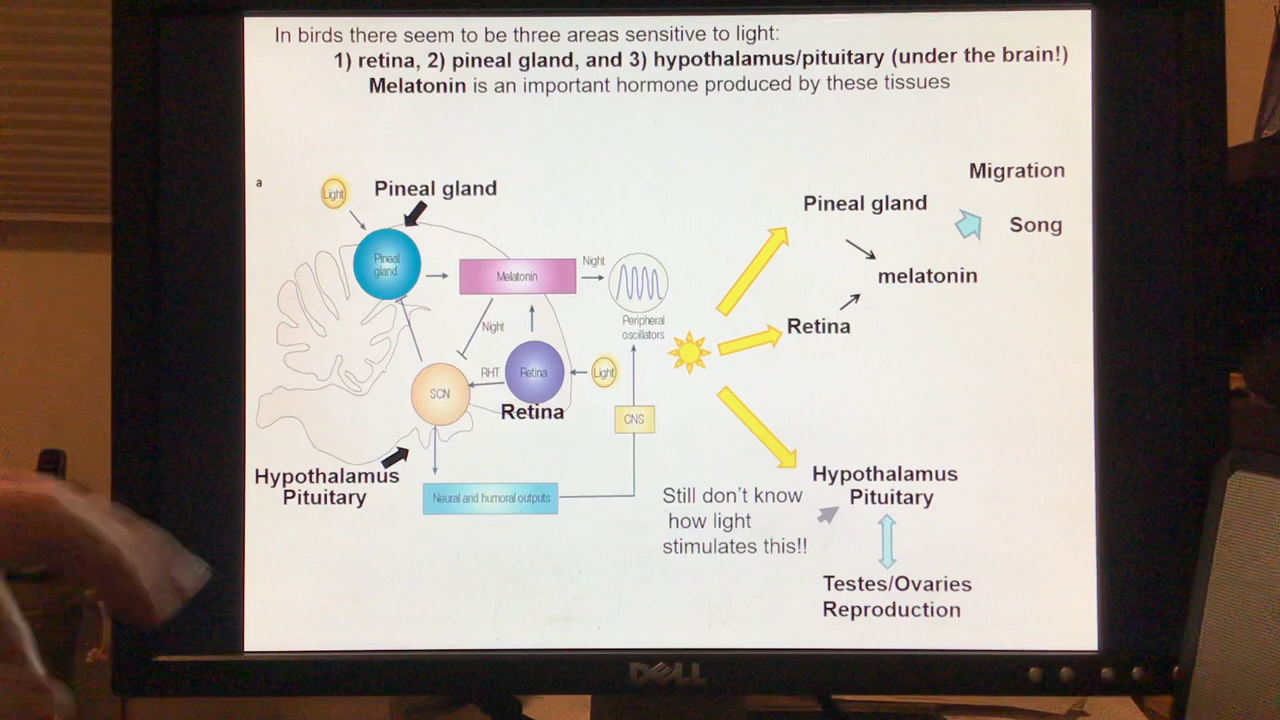 In birds there seem to be three areas sensitive to light:
1) retina, 2) pineal gland, and 3) hypothalamus/pituitary (under the brain!)
Melatonin is an important hormone produced by these tissues
a
Light
Pineal gland
Pineal
gland
Melatonin
Night
Peripheral
oscillators
Night
SCN
RHT
Retina
Light
Retina
CNS
Hypothalamus
Pituitary
Neural and humoral outputs
Migration
Pineal gland
Song
melatonin
Retina
Still don't know
how light
stimulates this!!
Hypothalamus
Pituitary
Testes/Ovaries
Reproduction
DELL